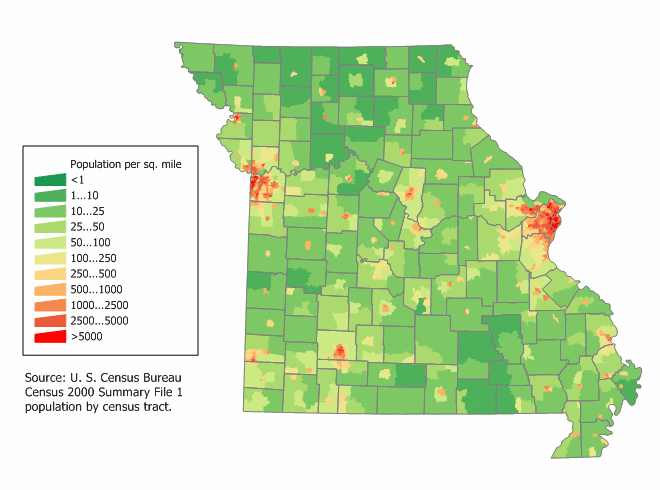 Population per sq. mile
<1
1...10
10...25
25...50
50...100
100...250
250...500
500...1000
1000...2500
2500...5000
>5000
Source: U. S. Census Bureau
Census 2000 Summary File 1
population by census tract.